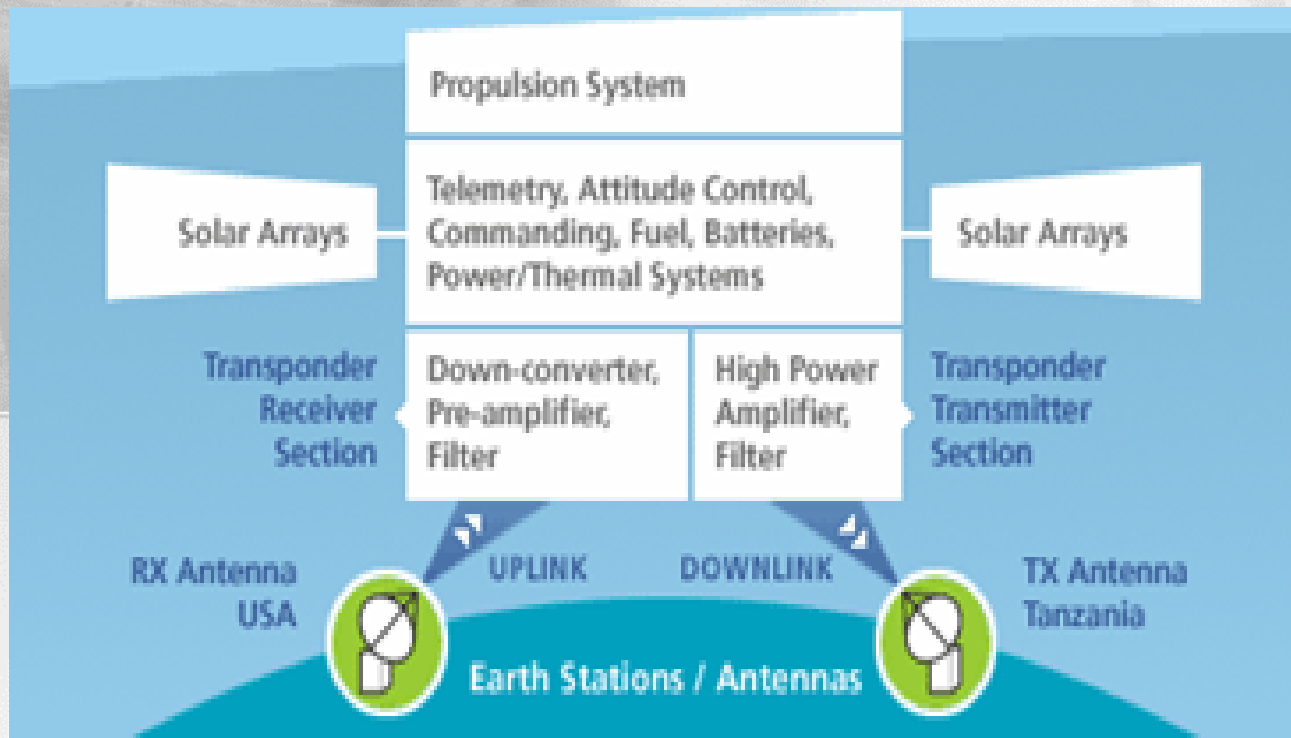 Propulsion System
Solar Arrays
Telemetry, Attitude Control,
Commanding, Fuel, Batteries,
Power/Thermal Systems
Solar Arrays
Transponder
Receiver
Section
Down-converter,
Pre-amplifier,
Filter
High Power
Amplifier,
Filter
Transponder
Transmitter
Section
RX Antenna
USA
UPLINK
DOWNLINK
TX Antenna
Tanzania
Earth Stations / Antennas